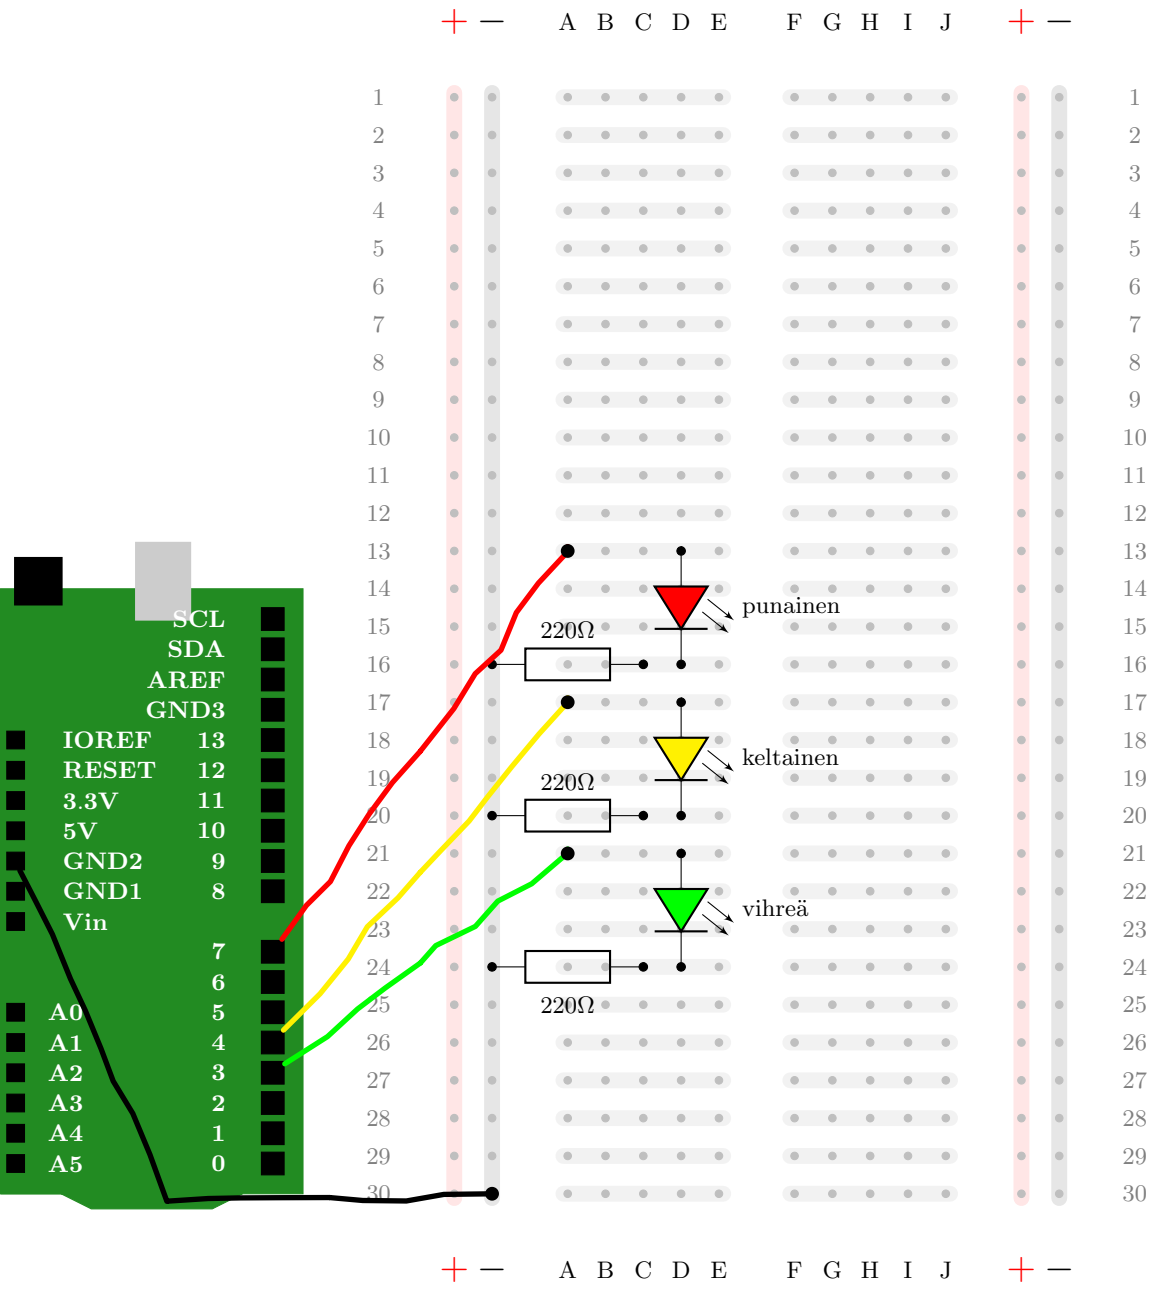 + − A B C D E F G H I J + −
1 1
2 2
3 3
4 4
5 5
6 6
7 7
8 8
9 9
10 10
11 11
12 12
13 13
14 14
15 15
16 16
17 17
18 18
19 19
20 20
21 21
22 22
23 23
24 24
25 25
26 26
27 27
28 28
29 29
30 30
+ − A B C D E F G H I J + −
punainen
220Ω
keltainen
220Ω
vihreä
220Ω
SCL
SDA
AREF
GND3
IOREF 13
RESET 12
3.3V 11
5V 10
GND2 9
GND1 8
Vin
7
6
A0 5
A1 4
A2 3
A3 2
A4 1
A5 0